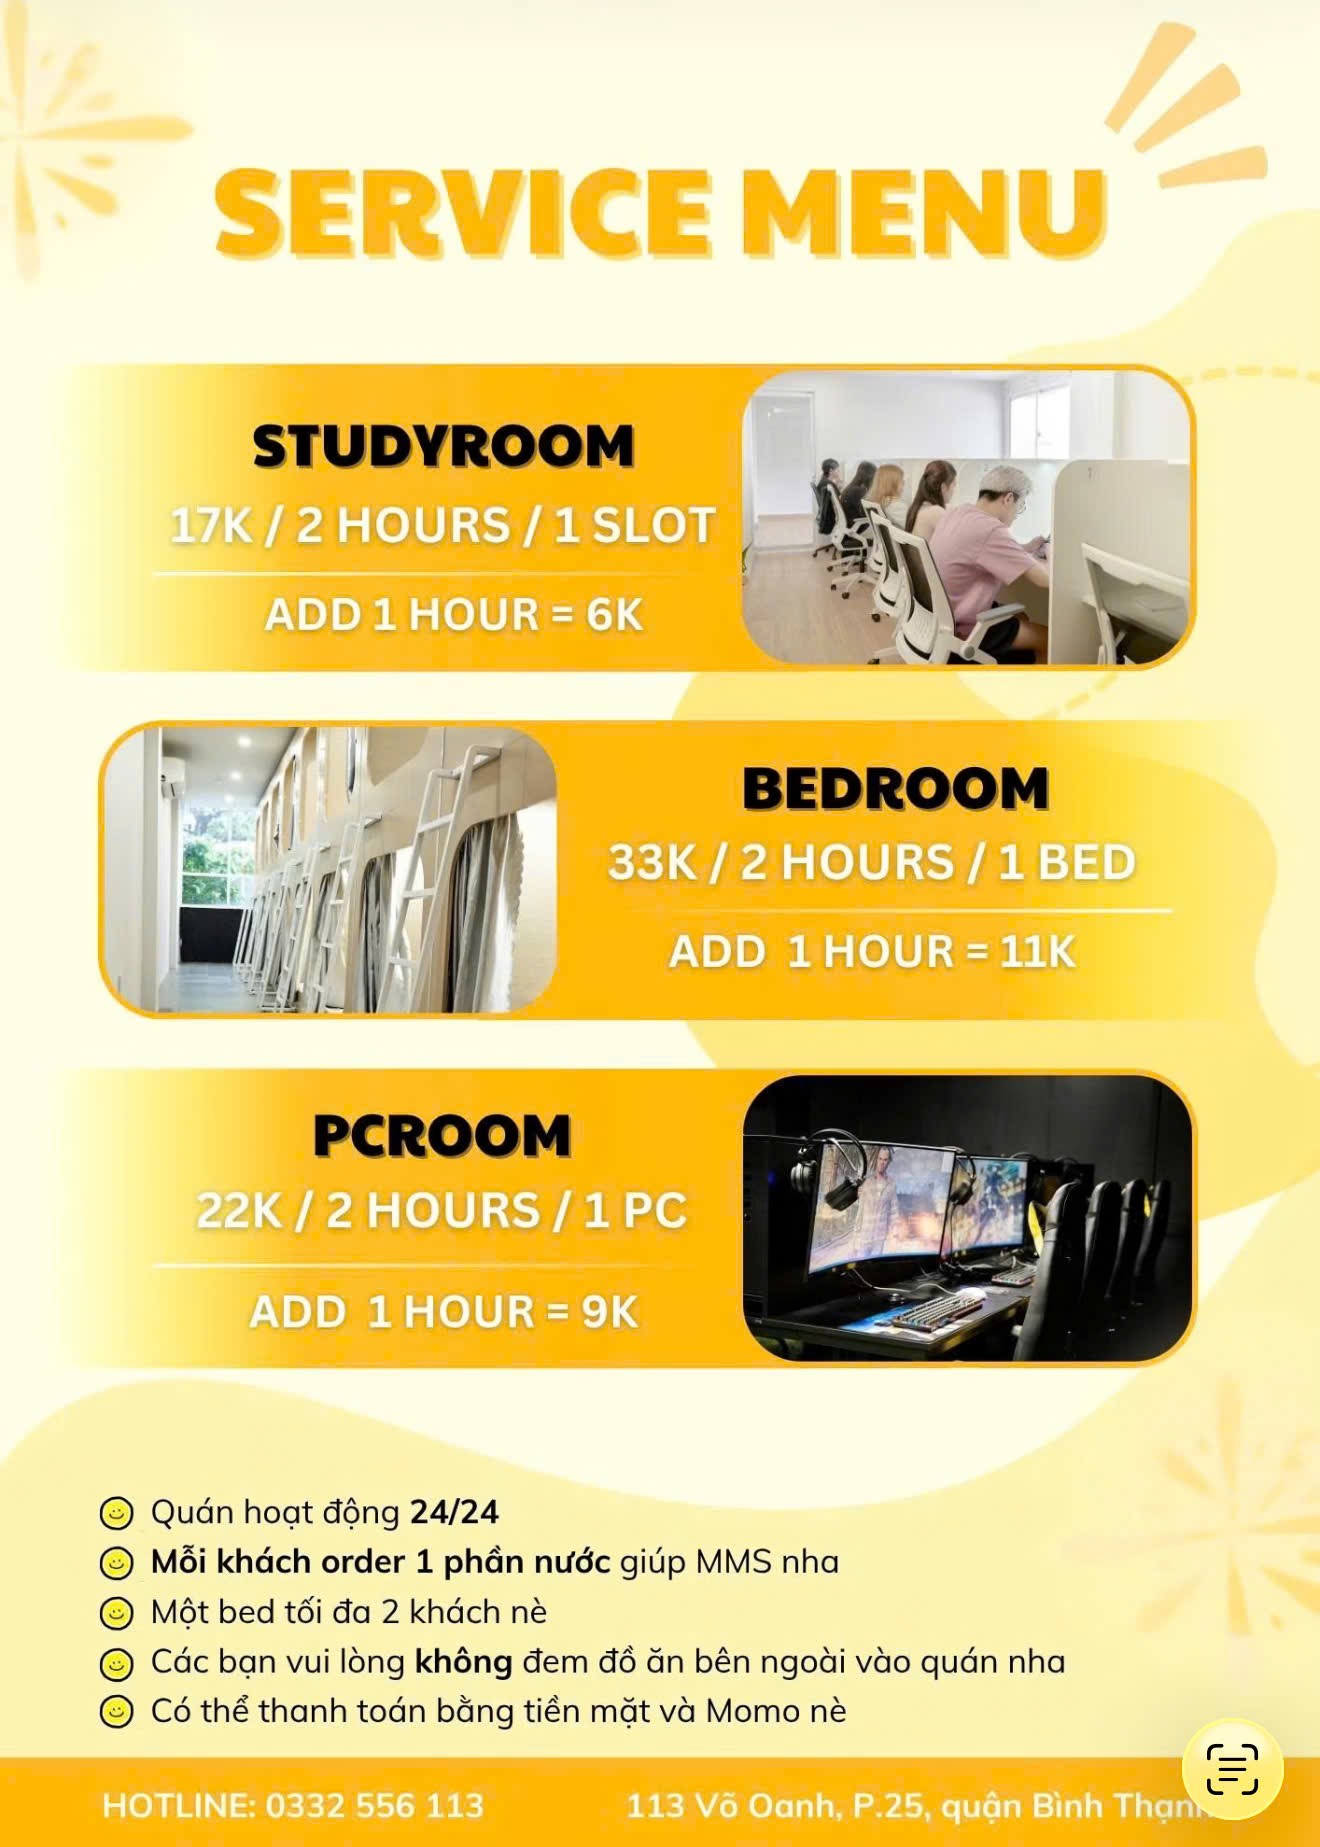 SERVICE MENU
STUDYROOM
17K / 2 HOURS / 1 SLOT
ADD 1 HOUR = 6K
BEDROOM
33K / 2 HOURS / 1 BED
ADD 1 HOUR = 11K
PCROOM
22K / 2 HOURS / 1 PC
ADD 1 HOUR = 9K
Quán hoạt động 24/24
Mỗi khách order 1 phần nước giúp MMS nha
Một bed tối đa 2 khách nè
Các bạn vui lòng không đem đồ ăn bên ngoài vào quán nha
Có thể thanh toán bằng tiền mặt và Momo nè
HOTLINE: 0332 556 113
113 Võ Oanh, P.25, quận Bình Thạnh